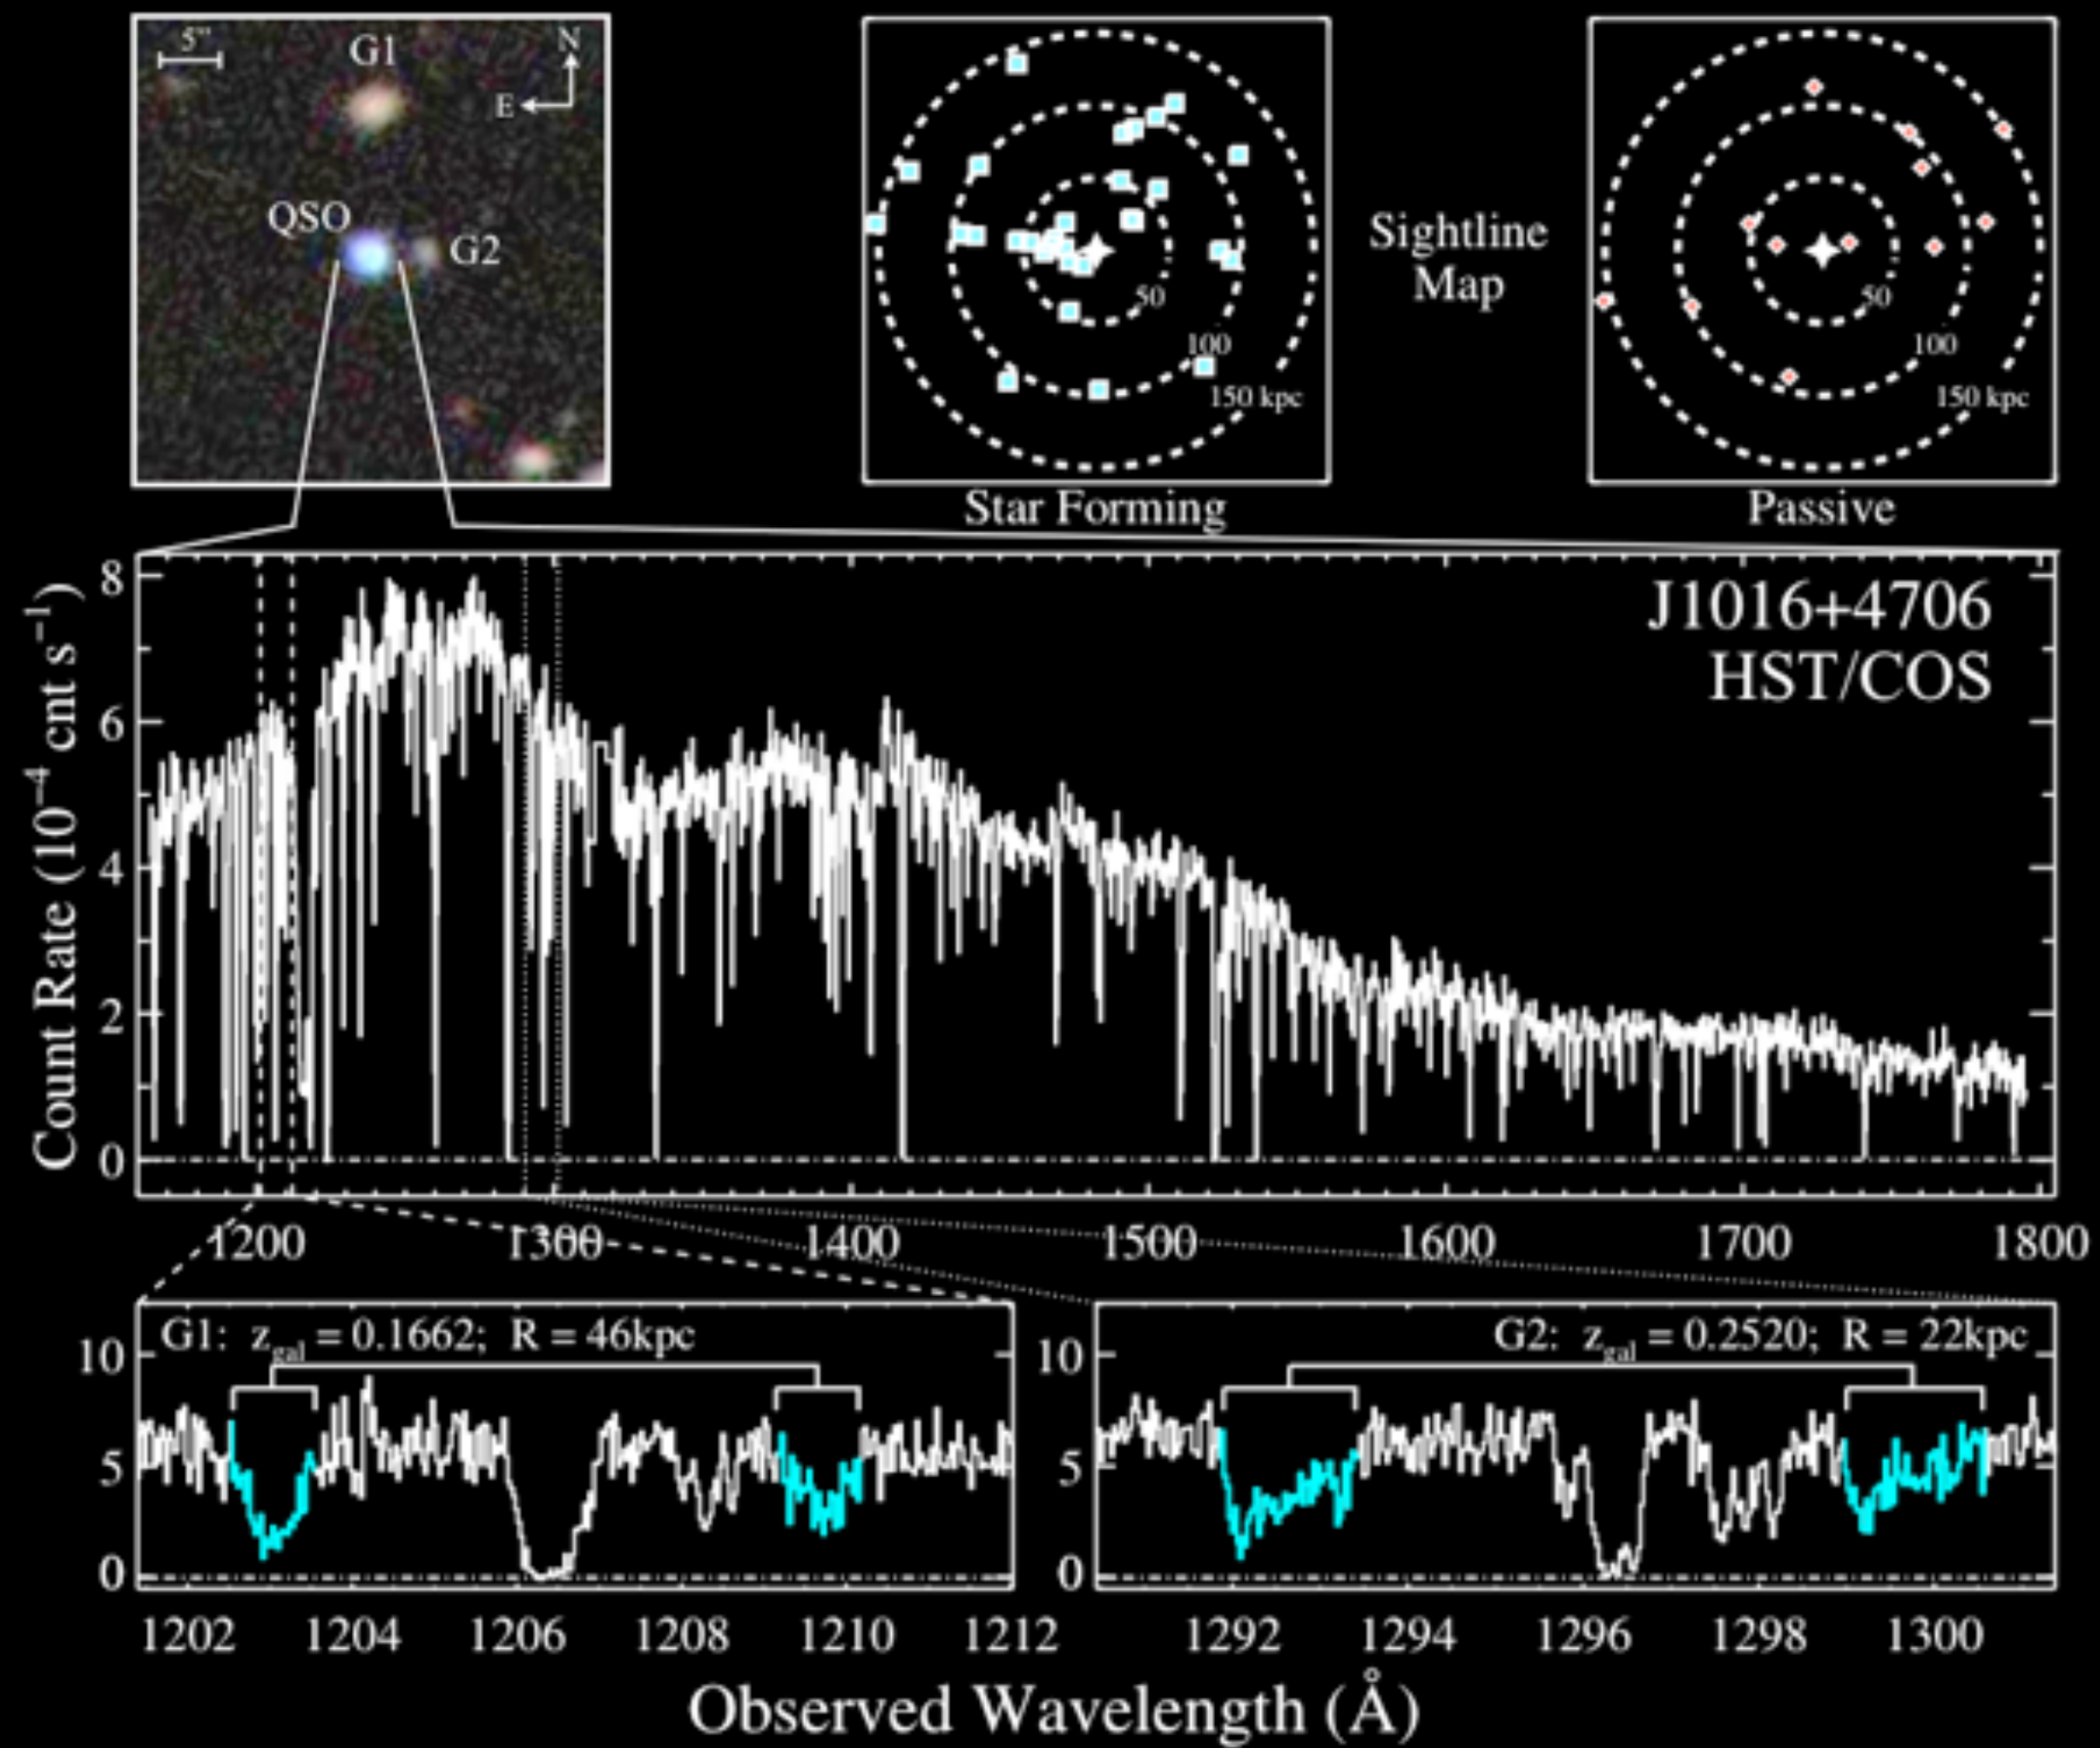 5"
G1
N
E
QSO
G2
50
100
150 kpc
Star Forming
Sightline
Map
50
100
150 kpc
Passive
J1016+4706
HST/COS
Count Rate (10⁻⁴ cnt s⁻¹)
8
6
4
2
0
1200 1300 1400 1500 1600 1700 1800
G1: z_gal = 0.1662; R = 46kpc
10
5
0
1202 1204 1206 1208 1210 1212
G2: z_gal = 0.2520; R = 22kpc
10
5
0
1292 1294 1296 1298 1300
Observed Wavelength (Å)